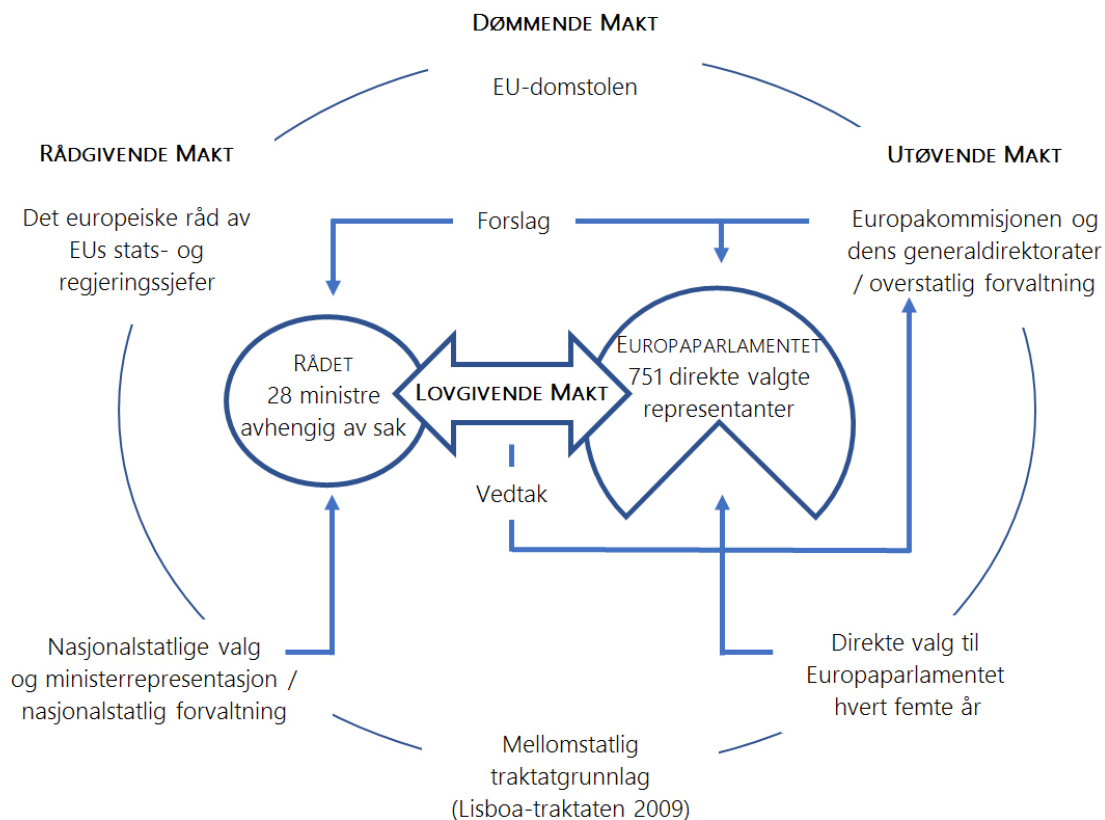 DØMMENDE MAKT
EU-domstolen
RÅDGIVENDE MAKT
Det europeiske råd av
EUs stats- og
regjeringssjefer
UTØVENDE MAKT
Europakommisjonen og
dens generaldirektorater
/ overstatlig forvaltning
Forslag
RÅDET
28 ministre
avhengig av sak
LOVGIVENDE MAKT
EUROPAPARLAMENTET
751 direkte valgte
representanter
Vedtak
Nasjonalstatlige valg
og ministerrepresentasjon /
nasjonalstatlig forvaltning
Direkte valg til
Europaparlamentet
hvert femte år
Mellomstatlig
traktatgrunnlag
(Lisboa-traktaten 2009)